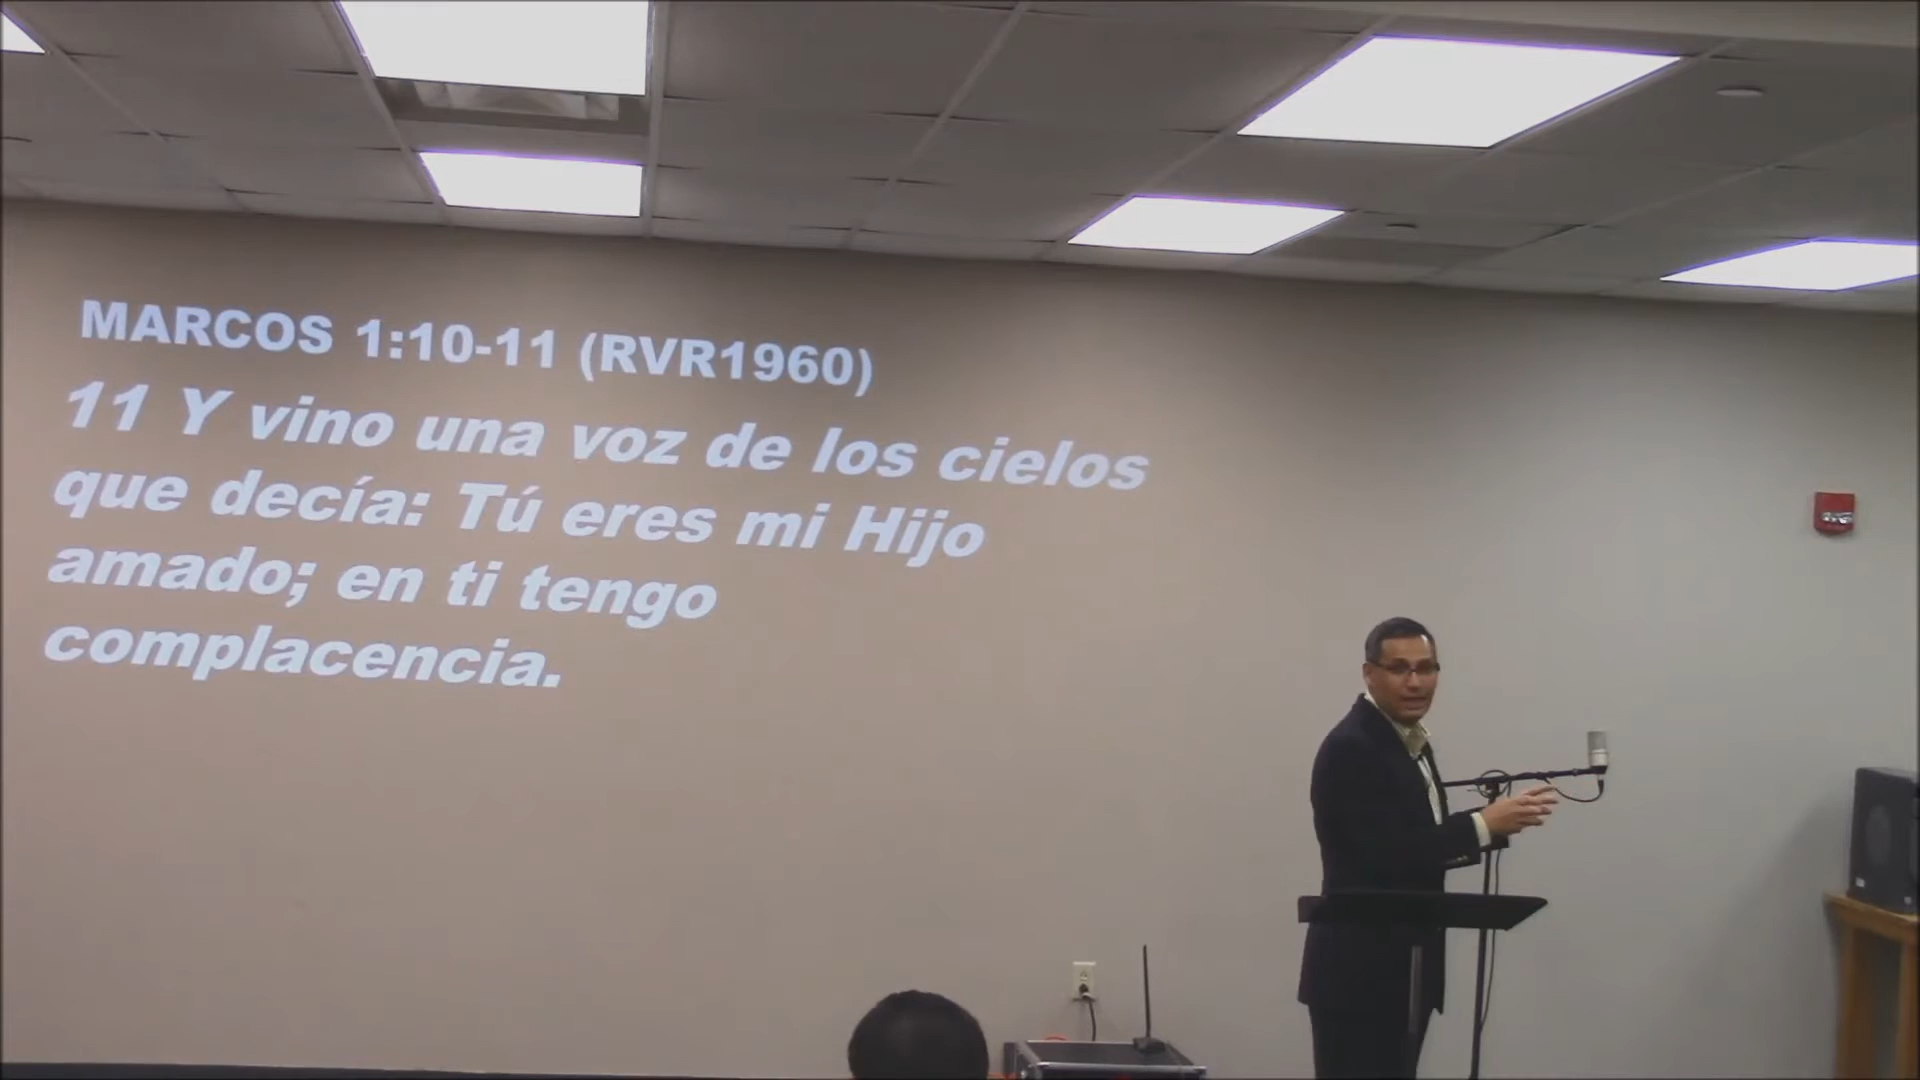 MARCOS 1:10-11 (RVR1960)
11 Y vino una voz de los cielos
que decía: Tú eres mi Hijo
amado; en ti tengo
complacencia.